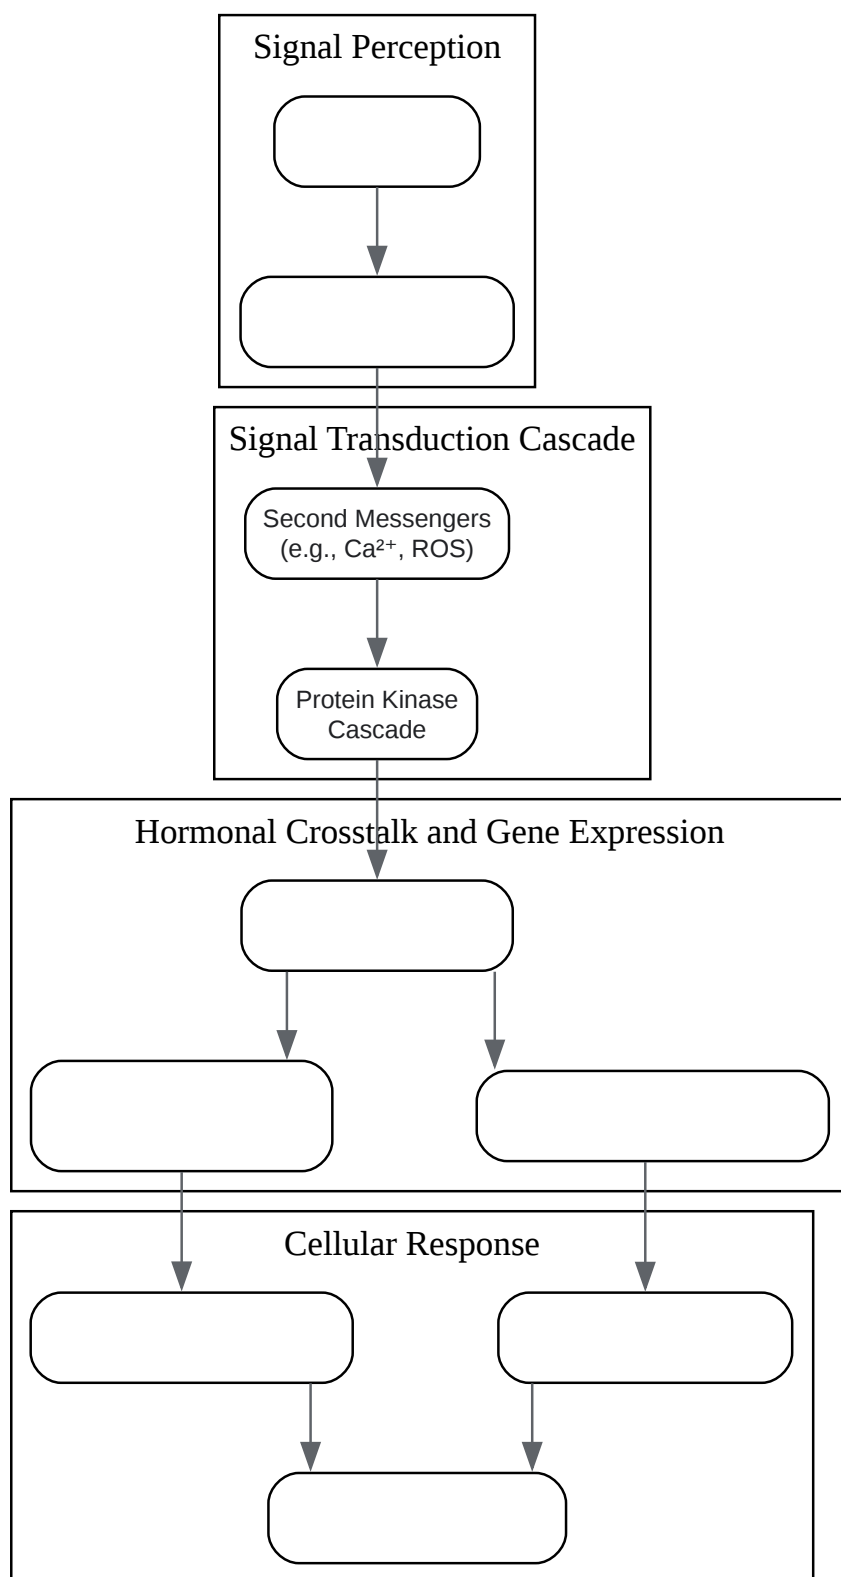 Signal Perception
Signal Transduction Cascade
Second Messengers
(e.g., Ca²⁺, ROS)
Protein Kinase
Cascade
Hormonal Crosstalk and Gene Expression
Cellular Response